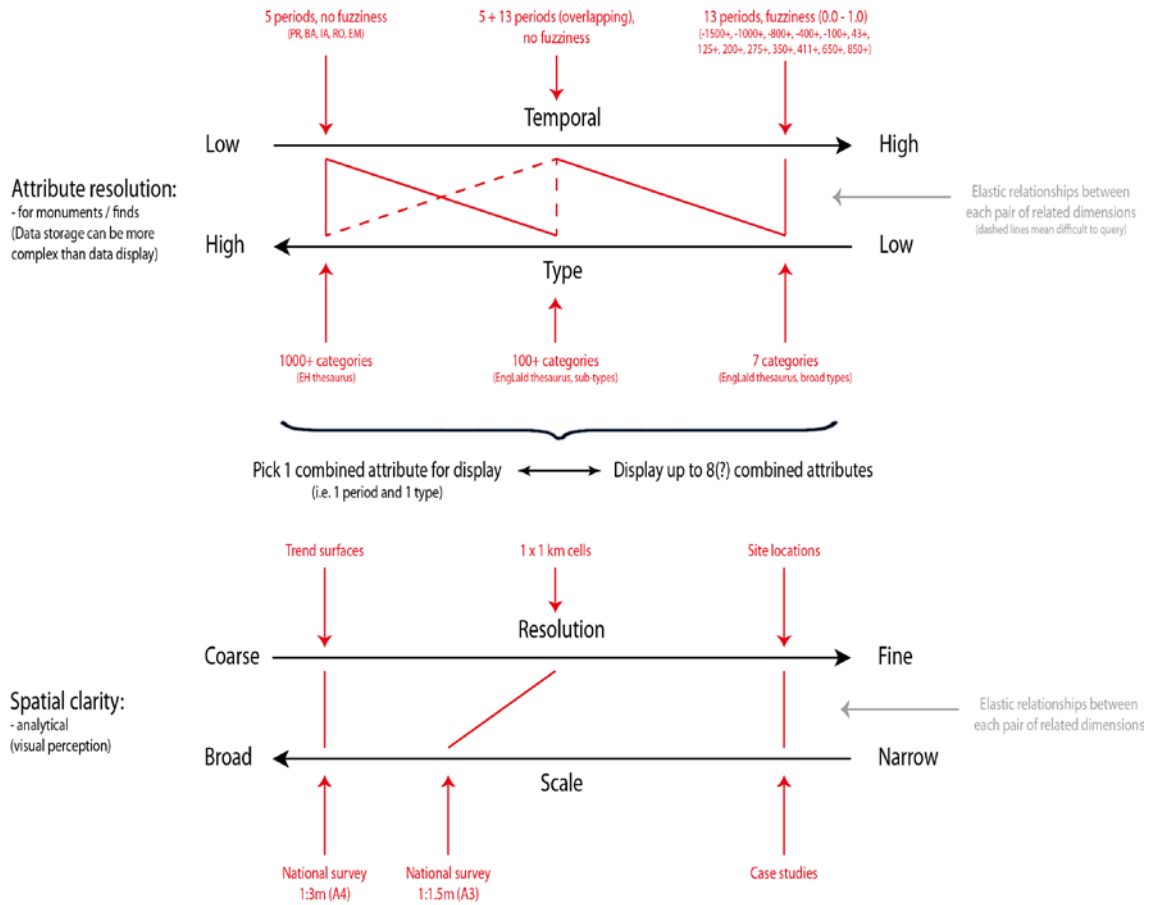 5 periods, no fuzziness
(PR, BA, IA, RO, EM)
5 + 13 periods (overlapping),
no fuzziness
13 periods, fuzziness (0.0 - 1.0)
(-1500+, -1000+, -800+, -400+, -100+, 43+,
125+, 200+, 275+, 350+, 411+, 650+, 850+)
Temporal
Low
High
Attribute resolution:
- for monuments / finds
(Data storage can be more
complex than data display)
Elastic relationships between
each pair of related dimensions
(dashed lines mean difficult to query)
High
Low
Type
1000+ categories
(EH thesaurus)
100+ categories
(EngLaId thesaurus, sub-types)
7 categories
(EngLaId thesaurus, broad types)
Pick 1 combined attribute for display
(i.e. 1 period and 1 type)
Display up to 8(?) combined attributes
Trend surfaces
1 x 1 km cells
Site locations
Resolution
Coarse
Fine
Spatial clarity:
- analytical
(visual perception)
Elastic relationships between
each pair of related dimensions
Broad
Narrow
Scale
National survey
1:3m (A4)
National survey
1:1.5m (A3)
Case studies